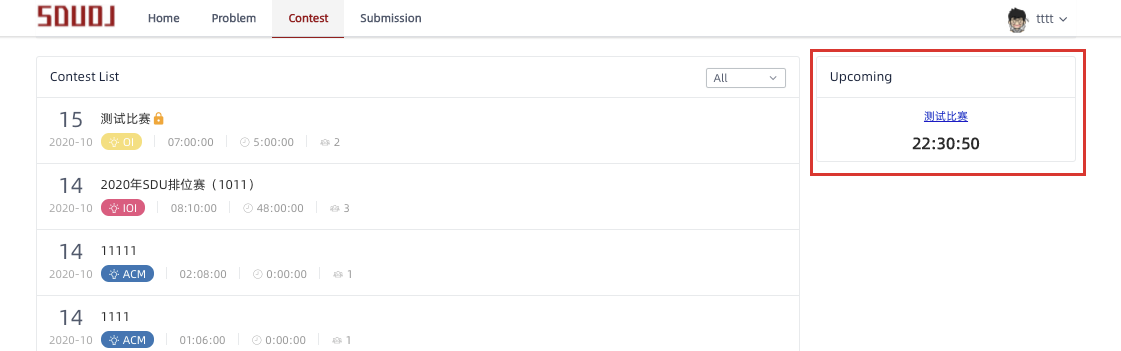 SDUOJ Home Problem Contest Submission tttt
Contest List All
15 测试比赛
2020-10 OI 07:00:00 5:00:00 2
14 2020年SDU排位赛（1011）
2020-10 IOI 08:10:00 48:00:00 3
14 11111
2020-10 ACM 02:08:00 0:00:00 1
14 1111
2020-10 ACM 01:06:00 0:00:00 1
Upcoming
测试比赛
22:30:50